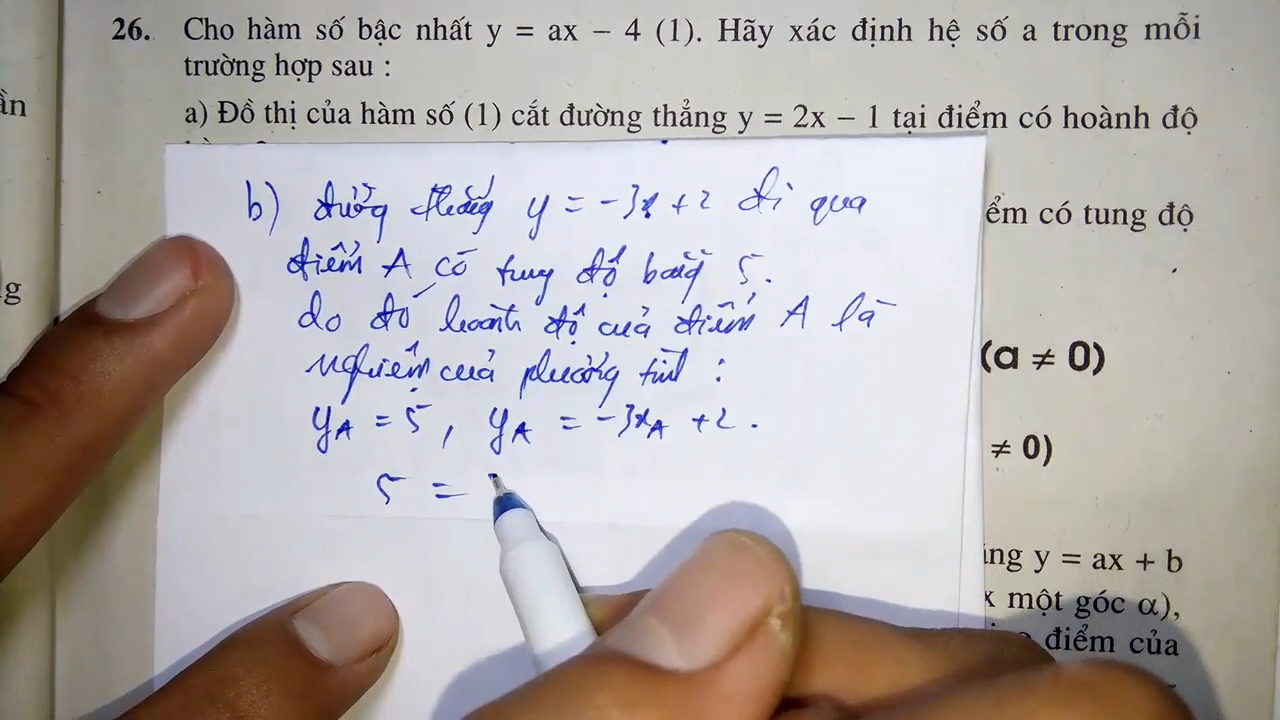 26. Cho hàm số bậc nhất y = ax − 4 (1). Hãy xác định hệ số a trong mỗi
trường hợp sau :
a) Đồ thị của hàm số (1) cắt đường thẳng y = 2x − 1 tại điểm có hoành độ
b) đường thẳng y = -3x + 2 đi qua
điểm A có tung độ bằng 5.
do đó hoành độ của điểm A là
nghiệm của phương trình :
yA = 5 , yA = -3xA + 2 .
5 =
ần
g
ểm có tung độ
(a ≠ 0)
≠ 0)
ng y = ax + b
x một góc α),
điểm của